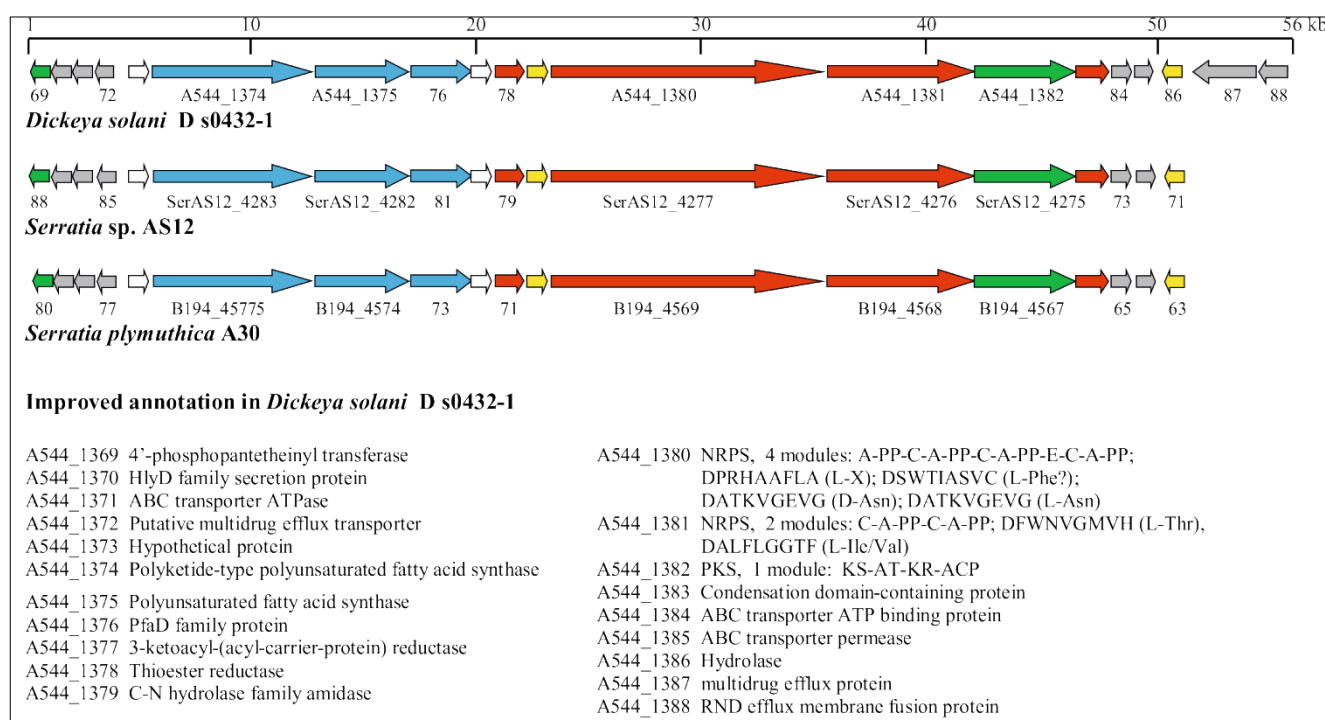 1 10 20 30 40 50 56 kb
69 72 A544_1374 A544_1375 76 78 A544_1380 A544_1381 A544_1382 84 86 87 88
Dickeya solani D s0432-1
88 85 SerAS12_4283 SerAS12_4282 81 79 SerAS12_4277 SerAS12_4276 SerAS12_4275 73 71
Serratia sp. AS12
80 77 B194_45775 B194_4574 73 71 B194_4569 B194_4568 B194_4567 65 63
Serratia plymuthica A30
Improved annotation in Dickeya solani D s0432-1
A544_1369 4’-phosphopantetheinyl transferase
A544_1370 HlyD family secretion protein
A544_1371 ABC transporter ATPase
A544_1372 Putative multidrug efflux transporter
A544_1373 Hypothetical protein
A544_1374 Polyketide-type polyunsaturated fatty acid synthase
A544_1375 Polyunsaturated fatty acid synthase
A544_1376 PfaD family protein
A544_1377 3-ketoacyl-(acyl-carrier-protein) reductase
A544_1378 Thioester reductase
A544_1379 C-N hydrolase family amidase
A544_1380 NRPS, 4 modules: A-PP-C-A-PP-C-A-PP-E-C-A-PP;
DPRHAAFLA (L-X); DSWTIASVC (L-Phe?);
DATKVGEVG (D-Asn); DATKVGEVG (L-Asn)
A544_1381 NRPS, 2 modules: C-A-PP-C-A-PP; DFWNVGMVH (L-Thr),
DALFLGGTF (L-Ile/Val)
A544_1382 PKS, 1 module: KS-AT-KR-ACP
A544_1383 Condensation domain-containing protein
A544_1384 ABC transporter ATP binding protein
A544_1385 ABC transporter permease
A544_1386 Hydrolase
A544_1387 multidrug efflux protein
A544_1388 RND efflux membrane fusion protein